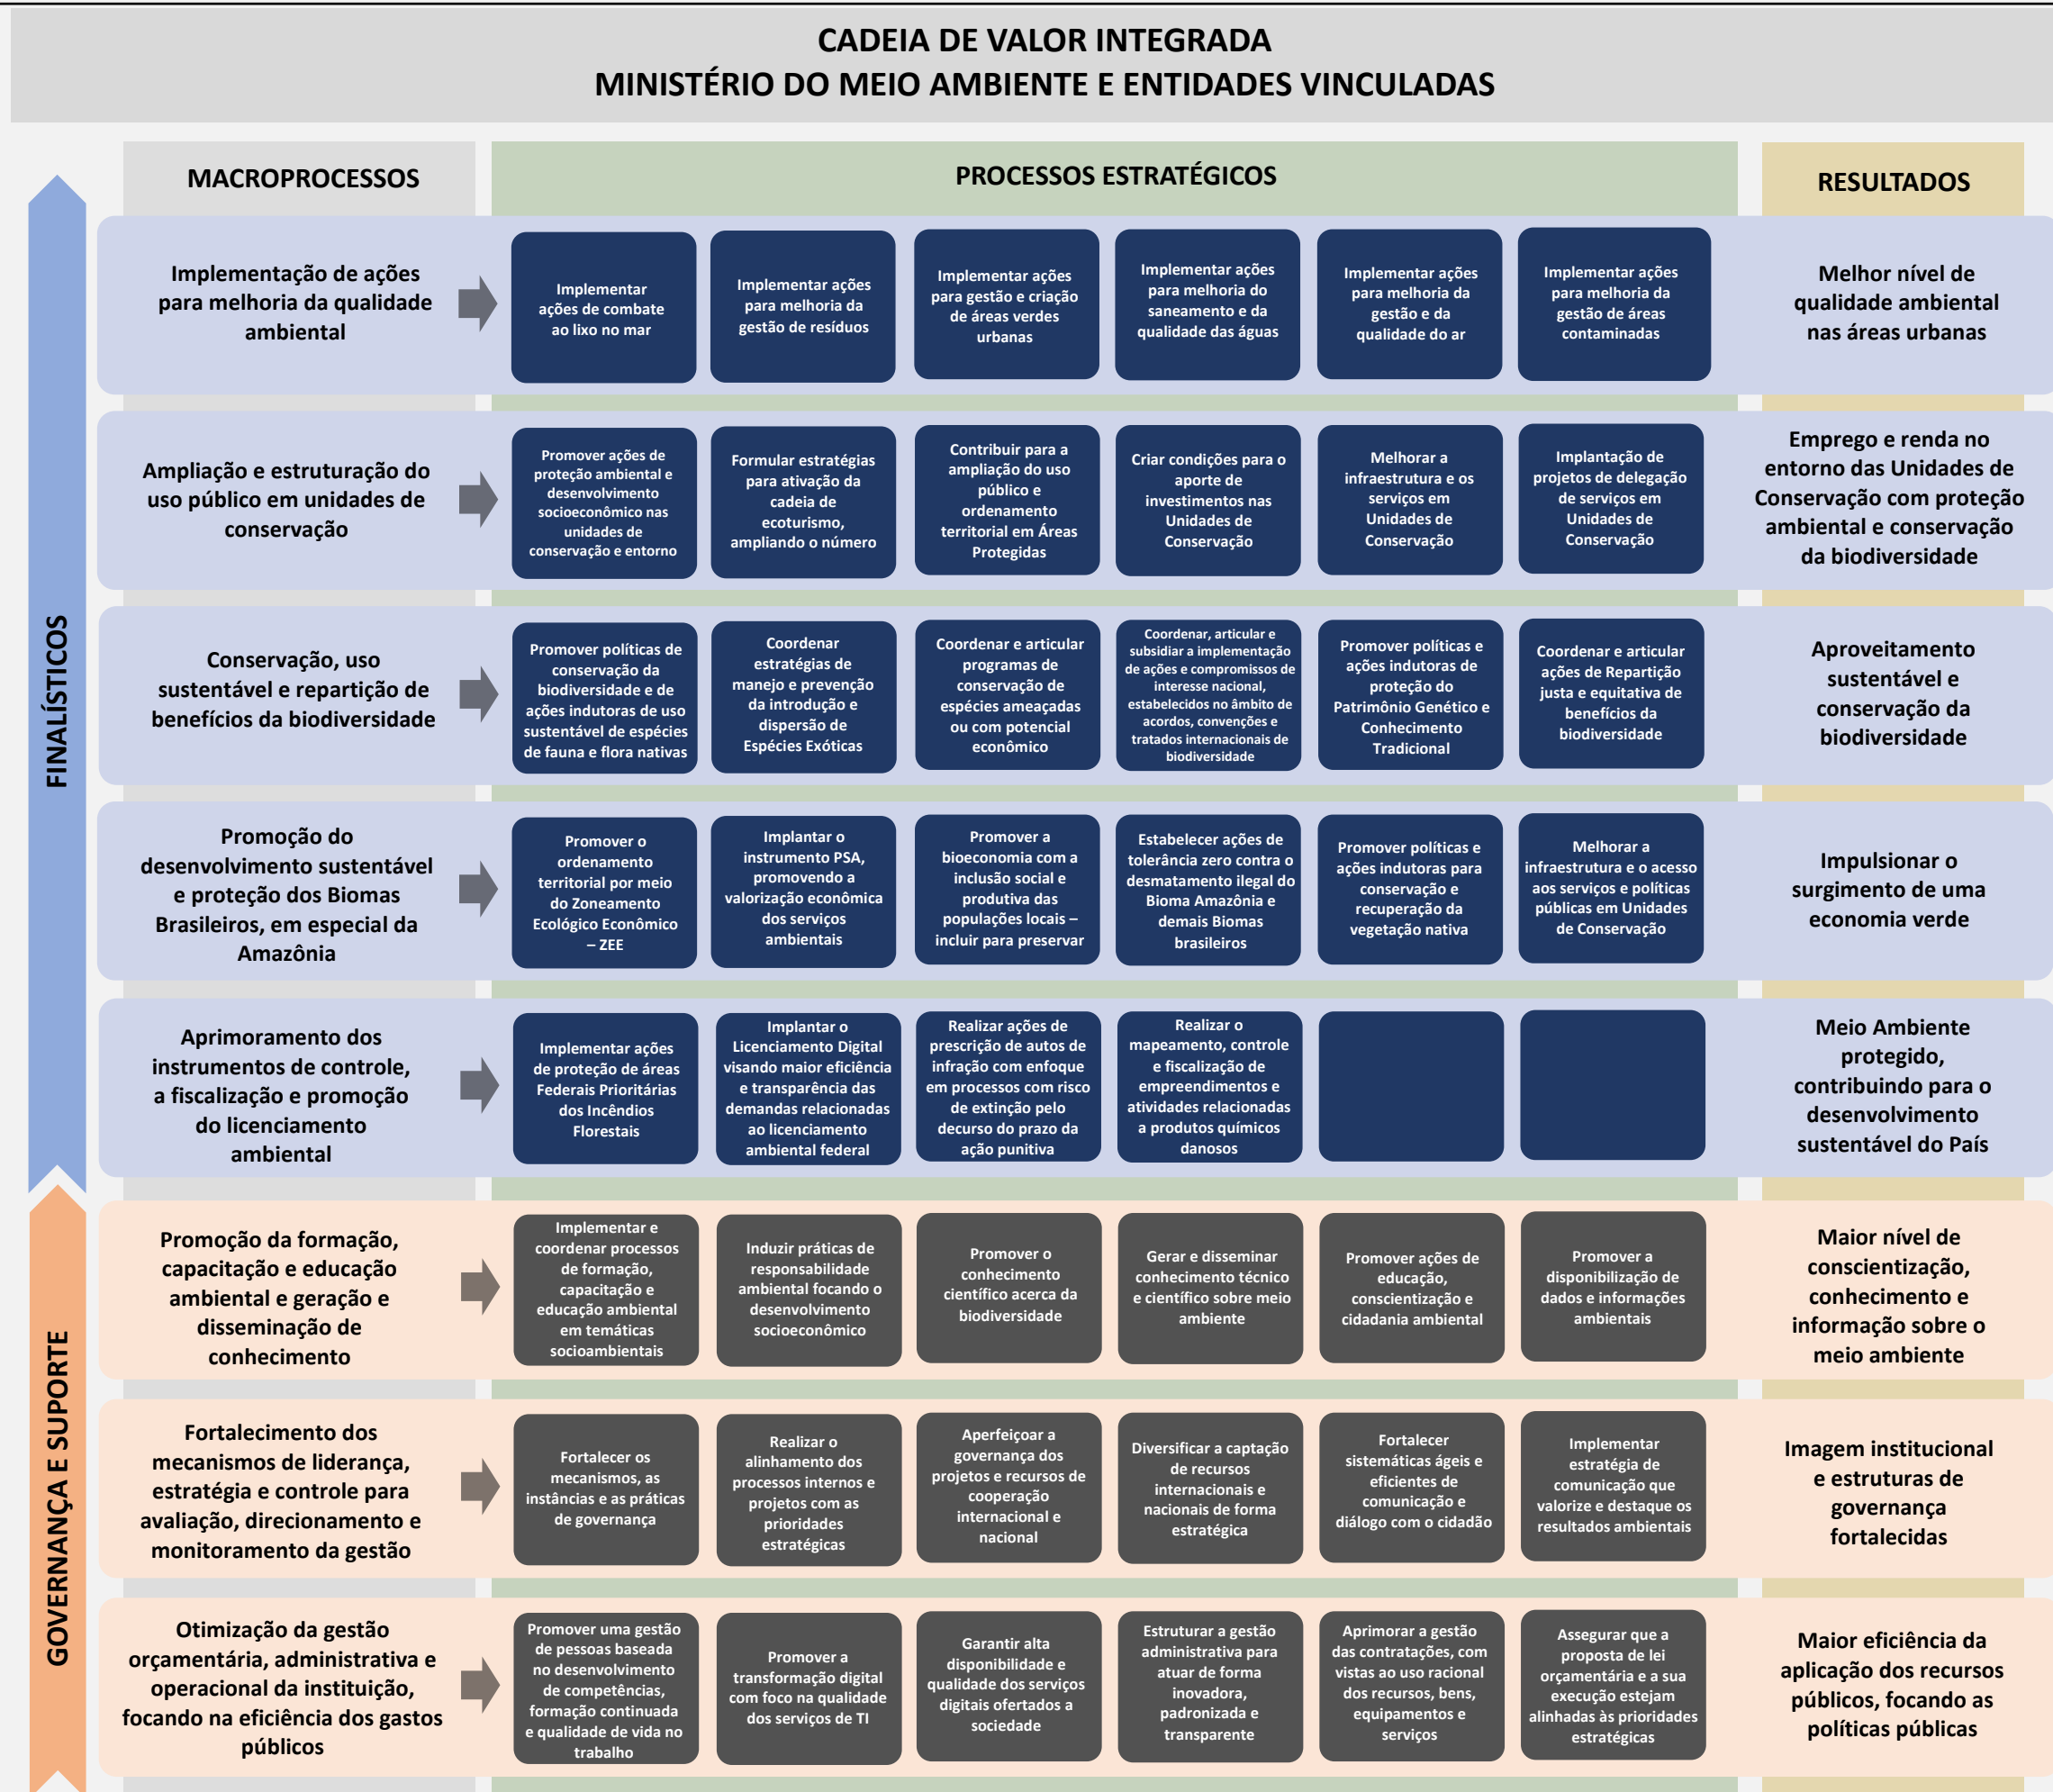 CADEIA DE VALOR INTEGRADA
MINISTÉRIO DO MEIO AMBIENTE E ENTIDADES VINCULADAS
MACROPROCESSOS
PROCESSOS ESTRATÉGICOS
RESULTADOS
FINALÍSTICOS
Implementação de ações
para melhoria da qualidade
ambiental
Implementar
ações de combate
ao lixo no mar
Implementar ações
para melhoria da
gestão de resíduos
Implementar ações
para gestão e criação
de áreas verdes
urbanas
Implementar ações
para melhoria do
saneamento e da
qualidade das águas
Implementar ações
para melhoria da
gestão e da
qualidade do ar
Implementar ações
para melhoria da
gestão de áreas
contaminadas
Melhor nível de
qualidade ambiental
nas áreas urbanas
Ampliação e estruturação do
uso público em unidades de
conservação
Promover ações de
proteção ambiental e
desenvolvimento
socioeconômico nas
unidades de
conservação e entorno
Formular estratégias
para ativação da
cadeia de
ecoturismo,
ampliando o número
Contribuir para a
ampliação do uso
público e
ordenamento
territorial em Áreas
Protegidas
Criar condições para o
aporte de
investimentos nas
Unidades de
Conservação
Melhorar a
infraestrutura e os
serviços em
Unidades de
Conservação
Implantação de
projetos de delegação
de serviços em
Unidades de
Conservação
Emprego e renda no
entorno das Unidades de
Conservação com proteção
ambiental e conservação
da biodiversidade
Conservação, uso
sustentável e repartição de
benefícios da biodiversidade
Promover políticas de
conservação da
biodiversidade e de
ações indutoras de uso
sustentável de espécies
de fauna e flora nativas
Coordenar
estratégias de
manejo e prevenção
da introdução e
dispersão de
Espécies Exóticas
Coordenar e articular
programas de
conservação de
espécies ameaçadas
ou com potencial
econômico
Coordenar, articular e
subsidiar a implementação
de ações e compromissos de
interesse nacional,
estabelecidos no âmbito de
acordos, convenções e
tratados internacionais de
biodiversidade
Promover políticas e
ações indutoras de
proteção do
Patrimônio Genético e
Conhecimento
Tradicional
Coordenar e articular
ações de Repartição
justa e equitativa de
benefícios da
biodiversidade
Aproveitamento
sustentável e
conservação da
biodiversidade
Promoção do
desenvolvimento sustentável
e proteção dos Biomas
Brasileiros, em especial da
Amazônia
Promover o
ordenamento
territorial por meio
do Zoneamento
Ecológico Econômico
– ZEE
Implantar o
instrumento PSA,
promovendo a
valorização econômica
dos serviços
ambientais
Promover a
bioeconomia com a
inclusão social e
produtiva das
populações locais –
incluir para preservar
Estabelecer ações de
tolerância zero contra o
desmatamento ilegal do
Bioma Amazônia e
demais Biomas
brasileiros
Promover políticas e
ações indutoras para
conservação e
recuperação da
vegetação nativa
Melhorar a
infraestrutura e o acesso
aos serviços e políticas
públicas em Unidades
de Conservação
Impulsionar o
surgimento de uma
economia verde
Aprimoramento dos
instrumentos de controle,
a fiscalização e promoção
do licenciamento
ambiental
Implementar ações
de proteção de áreas
Federais Prioritárias
dos Incêndios
Florestais
Implantar o
Licenciamento Digital
visando maior eficiência
e transparência das
demandas relacionadas
ao licenciamento
ambiental federal
Realizar ações de
prescrição de autos de
infração com enfoque
em processos com risco
de extinção pelo
decurso do prazo da
ação punitiva
Realizar o
mapeamento, controle
e fiscalização de
empreendimentos e
atividades relacionadas
a produtos químicos
danosos
Meio Ambiente
protegido,
contribuindo para o
desenvolvimento
sustentável do País
GOVERNANÇA E SUPORTE
Promoção da formação,
capacitação e educação
ambiental e geração e
disseminação de
conhecimento
Implementar e
coordenar processos
de formação,
capacitação e
educação ambiental
em temáticas
socioambientais
Induzir práticas de
responsabilidade
ambiental focando o
desenvolvimento
socioeconômico
Promover o
conhecimento
científico acerca da
biodiversidade
Gerar e disseminar
conhecimento técnico
e científico sobre meio
ambiente
Promover ações de
educação,
conscientização e
cidadania ambiental
Promover a
disponibilização de
dados e informações
ambientais
Maior nível de
conscientização,
conhecimento e
informação sobre o
meio ambiente
Fortalecimento dos
mecanismos de liderança,
estratégia e controle para
avaliação, direcionamento e
monitoramento da gestão
Fortalecer os
mecanismos, as
instâncias e as práticas
de governança
Realizar o
alinhamento dos
processos internos e
projetos com as
prioridades
estratégicas
Aperfeiçoar a
governança dos
projetos e recursos de
cooperação
internacional e
nacional
Diversificar a captação
de recursos
internacionais e
nacionais de forma
estratégica
Fortalecer
sistemáticas ágeis e
eficientes de
comunicação e
diálogo com o cidadão
Implementar
estratégia de
comunicação que
valorize e destaque os
resultados ambientais
Imagem institucional
e estruturas de
governança
fortalecidas
Otimização da gestão
orçamentária, administrativa e
operacional da instituição,
focando na eficiência dos gastos
públicos
Promover uma gestão
de pessoas baseada
no desenvolvimento
de competências,
formação continuada
e qualidade de vida no
trabalho
Promover a
transformação digital
com foco na qualidade
dos serviços de TI
Garantir alta
disponibilidade e
qualidade dos serviços
digitais ofertados a
sociedade
Estruturar a gestão
administrativa para
atuar de forma
inovadora,
padronizada e
transparente
Aprimorar a gestão
das contratações, com
vistas ao uso racional
dos recursos, bens,
equipamentos e
serviços
Assegurar que a
proposta de lei
orçamentária e a sua
execução estejam
alinhadas às prioridades
estratégicas
Maior eficiência da
aplicação dos recursos
públicos, focando as
políticas públicas